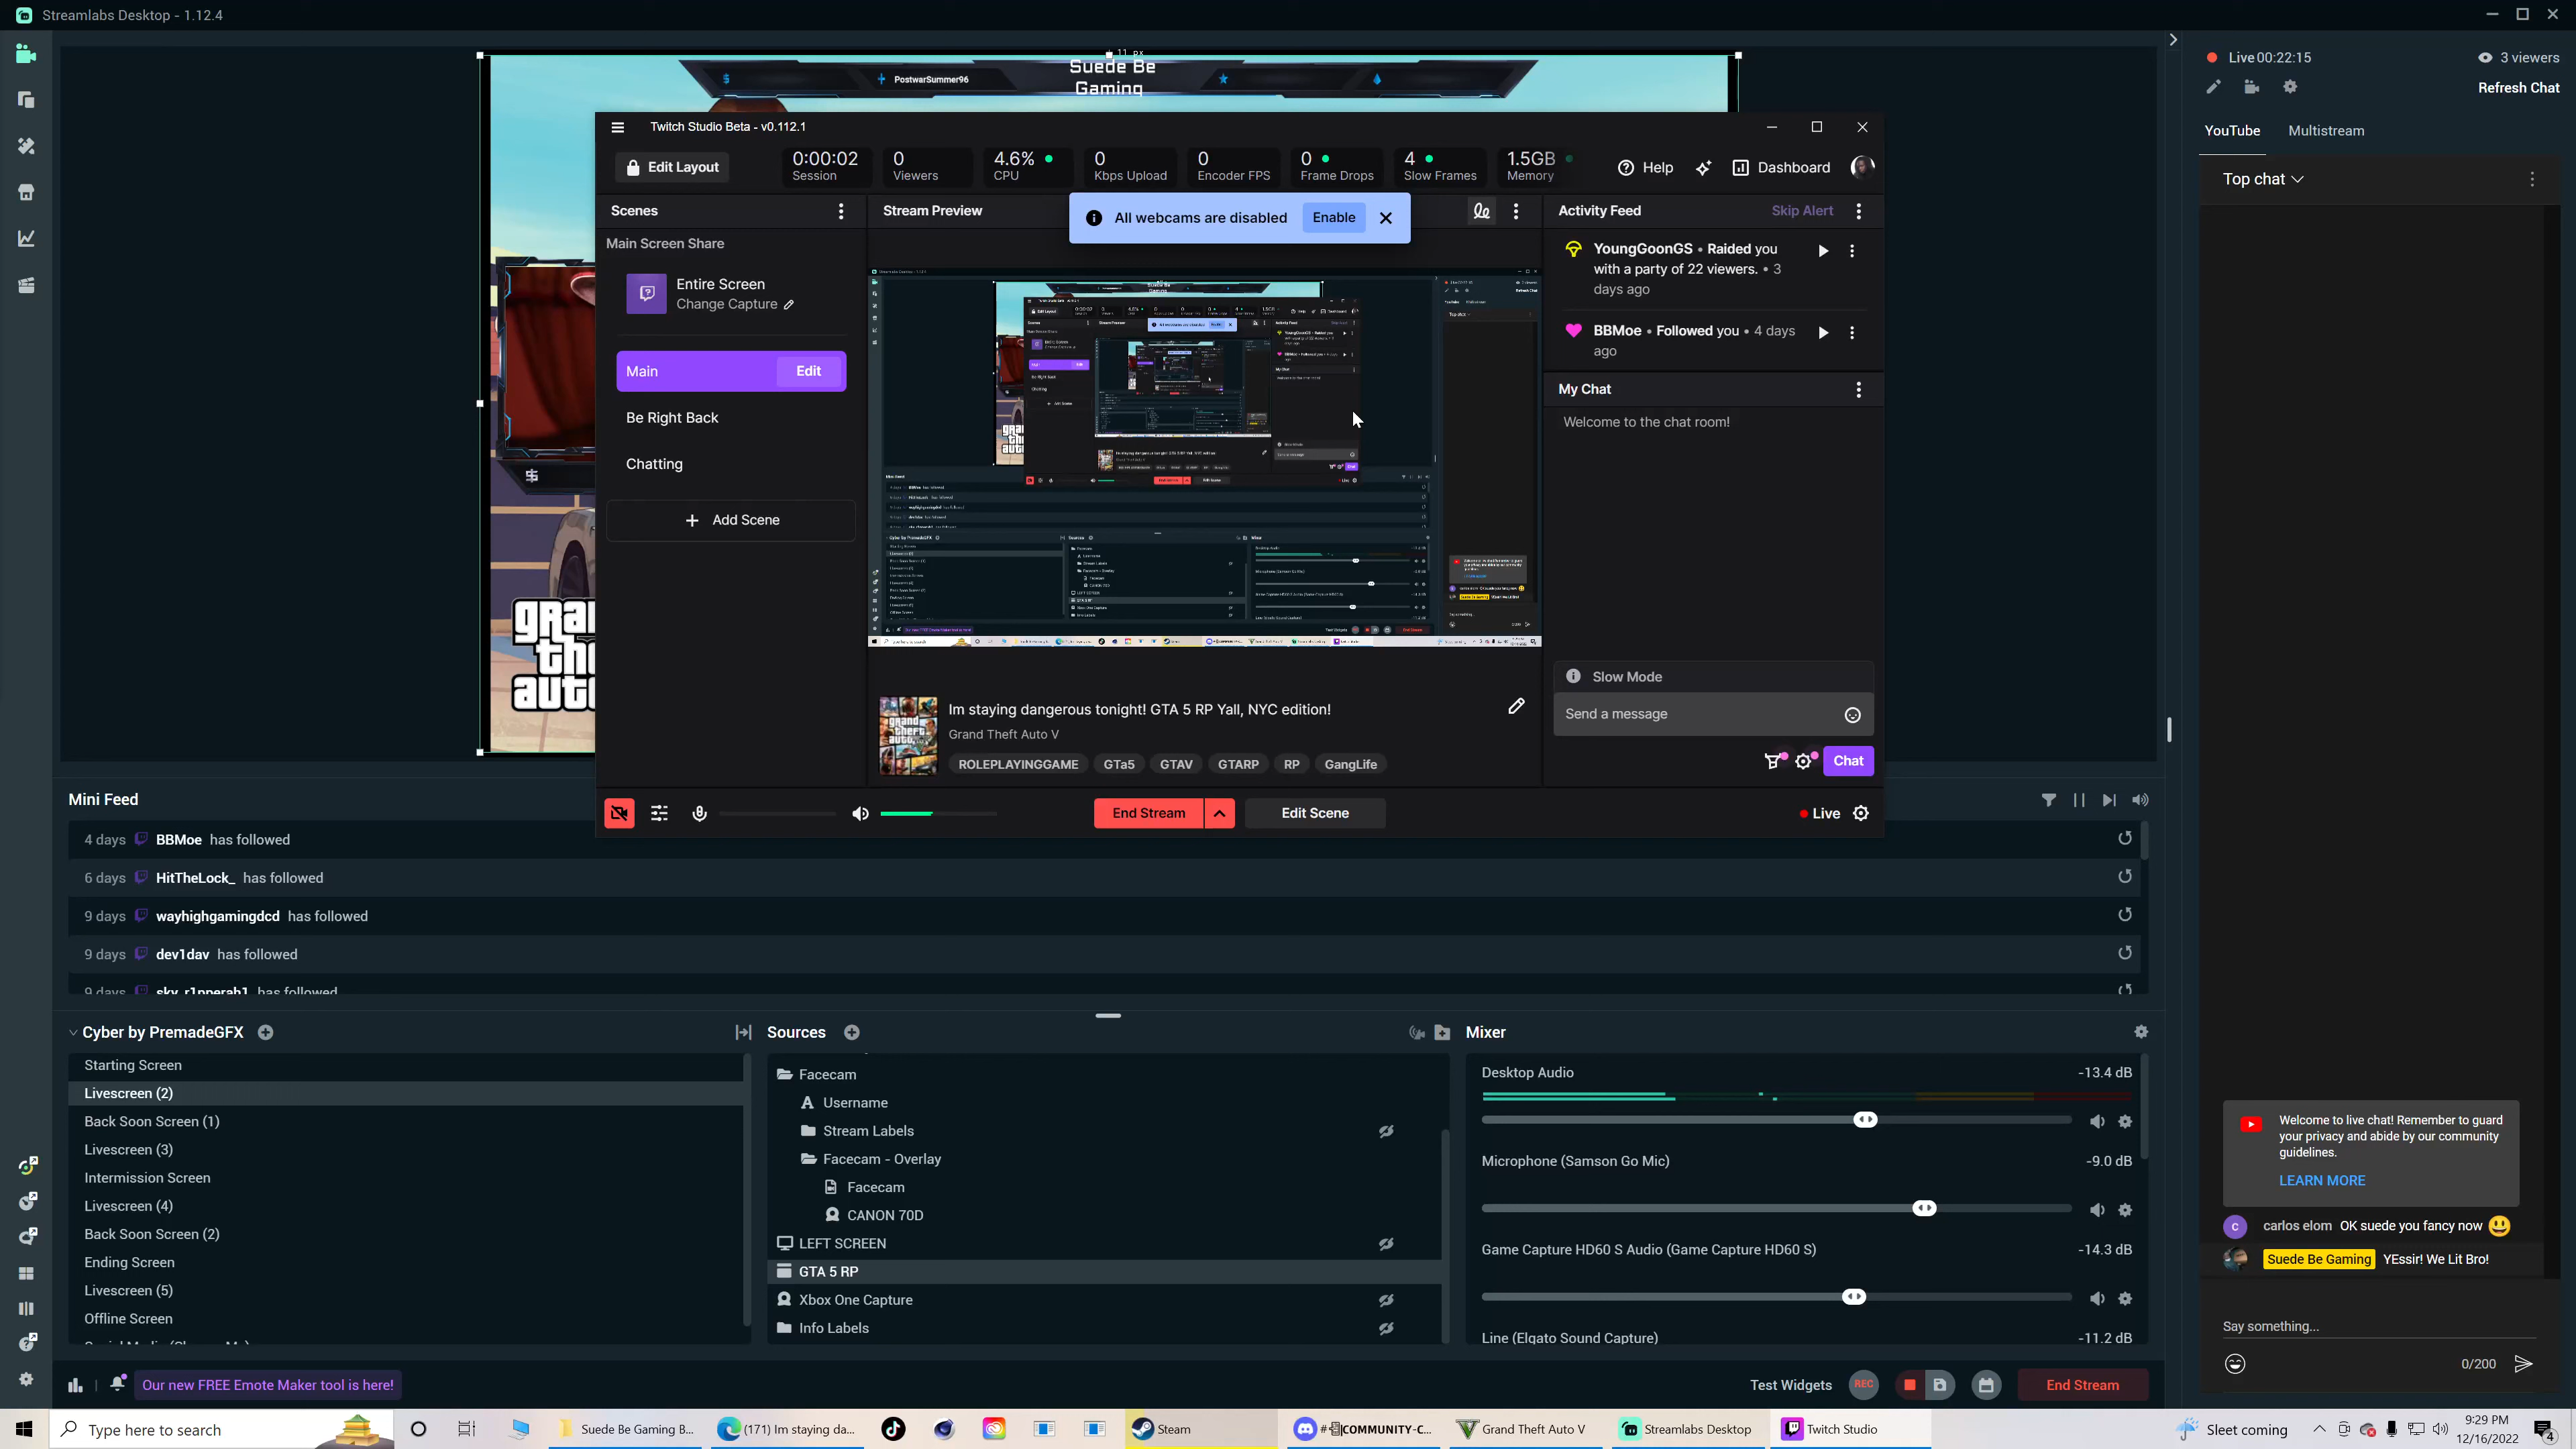 Streamlabs Desktop - 1.12.4
11 px
PostwarSummer96
Suede Be
Gaming
Live 00:22:15
3 viewers
Refresh Chat
YouTube
Multistream
Top chat
Twitch Studio Beta - v0.112.1
Edit Layout
0:00:02
Session
0
Viewers
4.6%
CPU
0
Kbps Upload
0
Encoder FPS
0
Frame Drops
4
Slow Frames
1.5GB
Memory
Help
Dashboard
Scenes
Stream Preview
All webcams are disabled
Enable
Activity Feed
Skip Alert
Main Screen Share
Entire Screen
Change Capture
YoungGoonGS • Raided you
with a party of 22 viewers. • 3
days ago
BBMoe • Followed you • 4 days
ago
Main
Edit
Be Right Back
Chatting
Add Scene
My Chat
Welcome to the chat room!
Slow Mode
Send a message
Chat
Im staying dangerous tonight! GTA 5 RP Yall, NYC edition!
Grand Theft Auto V
ROLEPLAYINGGAME
GTa5
GTAV
GTARP
RP
GangLife
End Stream
Edit Scene
Live
Mini Feed
4 days BBMoe has followed
6 days HitTheLock_ has followed
9 days wayhighgamingdcd has followed
9 days dev1dav has followed
9 days sky_r1pperah1 has followed
Cyber by PremadeGFX
Starting Screen
Livescreen (2)
Back Soon Screen (1)
Livescreen (3)
Intermission Screen
Livescreen (4)
Back Soon Screen (2)
Ending Screen
Livescreen (5)
Offline Screen
Sources
Facecam
Username
Stream Labels
Facecam - Overlay
Facecam
CANON 70D
LEFT SCREEN
GTA 5 RP
Xbox One Capture
Info Labels
Mixer
Desktop Audio
-13.4 dB
Microphone (Samson Go Mic)
-9.0 dB
Game Capture HD60 S Audio (Game Capture HD60 S)
-14.3 dB
Line (Elgato Sound Capture)
-11.2 dB
Welcome to live chat! Remember to guard
your privacy and abide by our community
guidelines.
LEARN MORE
carlos elom OK suede you fancy now 😃
Suede Be Gaming YEssir! We Lit Bro!
Say something...
0/200
Our new FREE Emote Maker tool is here!
Test Widgets
REC
End Stream
Type here to search
Suede Be Gaming B...
(171) Im staying da...
Steam
COMMUNITY-C...
Grand Theft Auto V
Streamlabs Desktop
Twitch Studio
Sleet coming
9:29 PM
12/16/2022
4